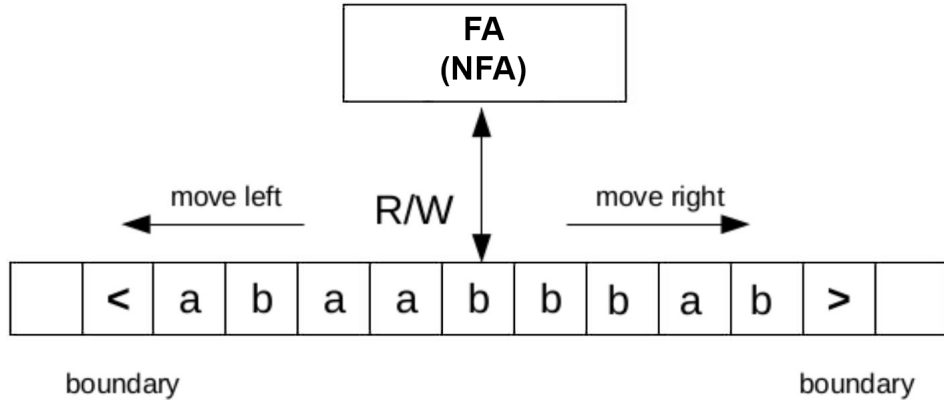 FA
(NFA)
move left
R/W
move right
< a b a a b b b a b >
boundary
boundary